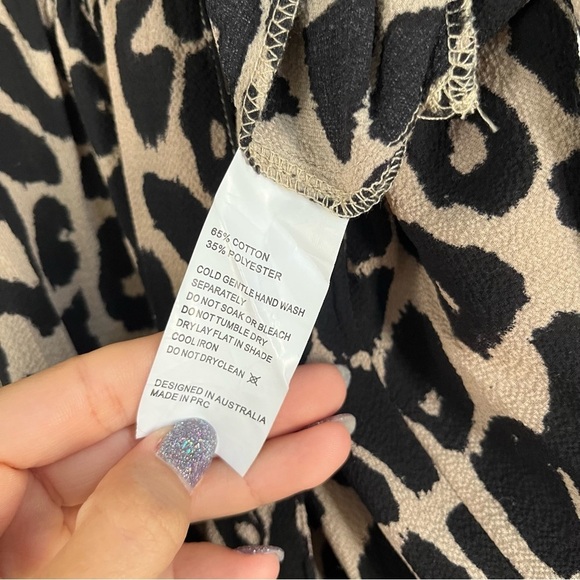 65% COTTON
35% POLYESTER
COLD GENTLE HAND WASH
SEPARATELY
DO NOT SOAK OR BLEACH
DO NOT TUMBLE DRY
DRY LAY FLAT IN SHADE
COOL IRON
DO NOT DRYCLEAN
DESIGNED IN AUSTRALIA
MADE IN PRC